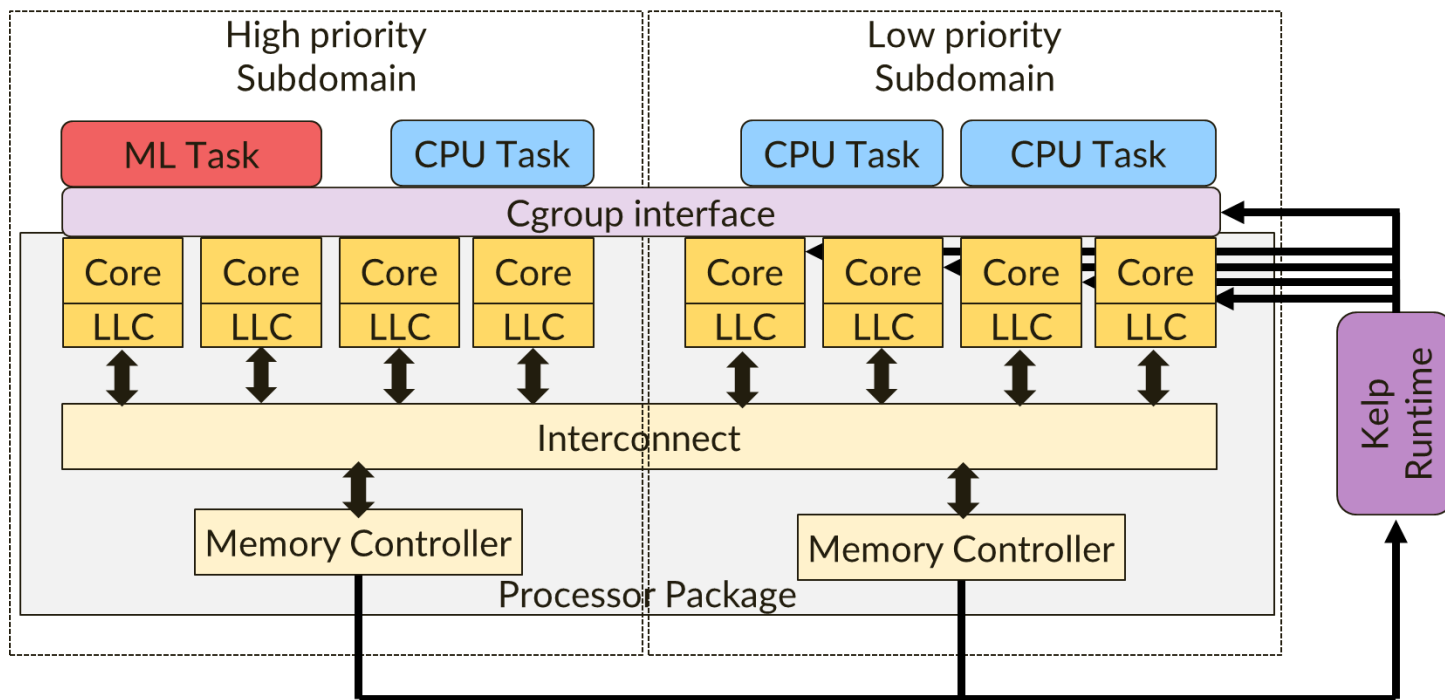 High priority
Subdomain
Low priority
Subdomain
ML Task
CPU Task
CPU Task
CPU Task
Cgroup interface
Core
Core
Core
Core
Core
Core
Core
Core
LLC
LLC
LLC
LLC
LLC
LLC
LLC
LLC
Kelp
Runtime
Interconnect
Memory Controller
Memory Controller
Processor Package